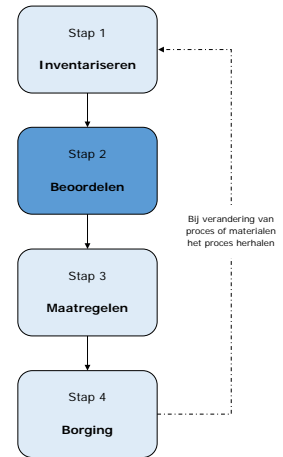 Stap 1
Inventariseren
Stap 2
Beoordelen
Bij verandering van
proces of materialen
het proces herhalen
Stap 3
Maatregelen
Stap 4
Borging